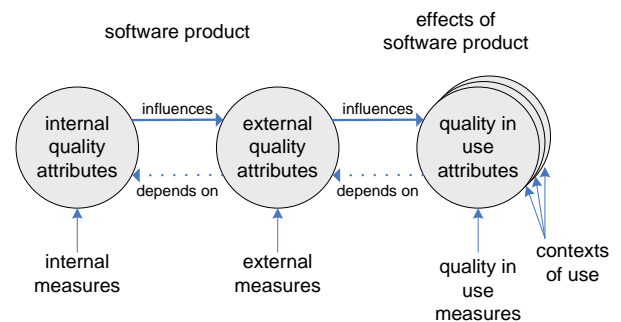 software product
effects of
software product
internal
quality
attributes
influences
depends on
external
quality
attributes
influences
depends on
quality in
use
attributes
internal
measures
external
measures
quality in
use
measures
contexts
of use